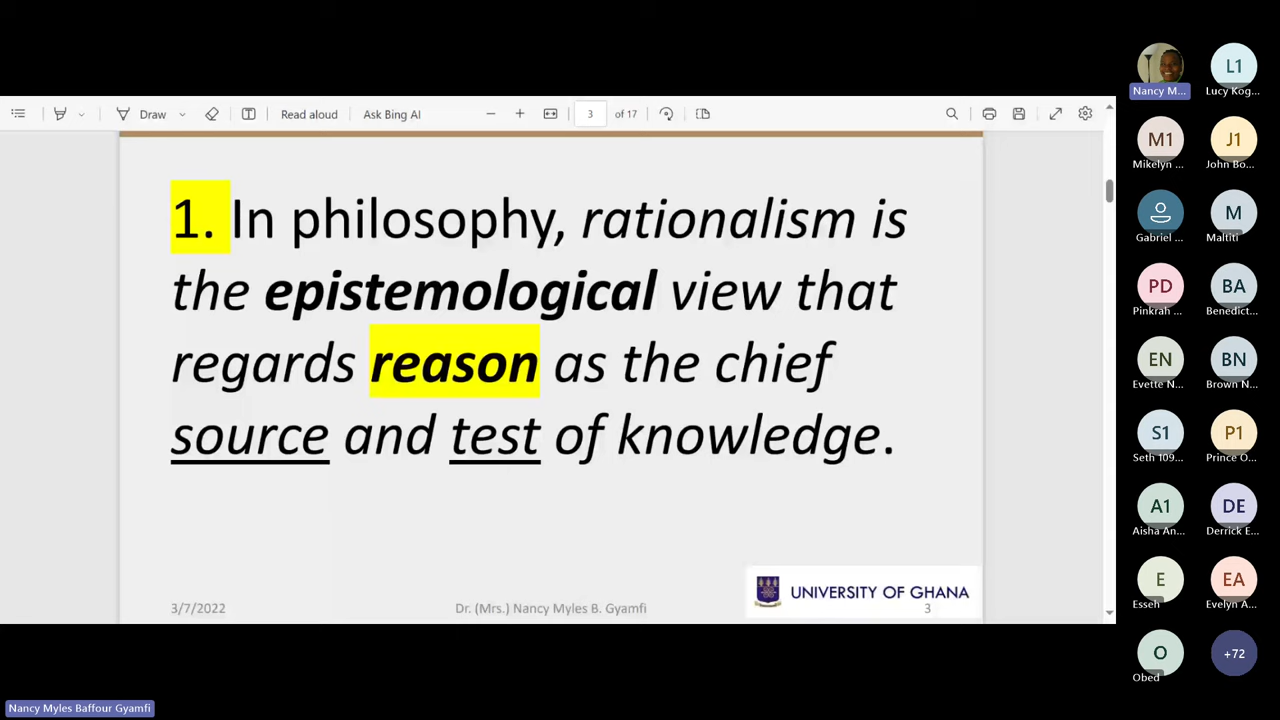 Draw
Read aloud
Ask Bing AI
3
of 17
1. In philosophy, rationalism is
the epistemological view that
regards reason as the chief
source and test of knowledge.
3/7/2022
Dr. (Mrs.) Nancy Myles B. Gyamfi
UNIVERSITY OF GHANA
3
Nancy M...
L1
Lucy Kog...
M1
Mikelyn ...
J1
John Bo...
Gabriel ...
M
Maltiti
PD
Pinkrah ...
BA
Benedict...
EN
Evette N...
BN
Brown N...
S1
Seth 109...
P1
Prince O...
A1
Aisha An...
DE
Derrick E...
E
Esseh
EA
Evelyn A...
O
Obed
+72
Nancy Myles Baffour Gyamfi